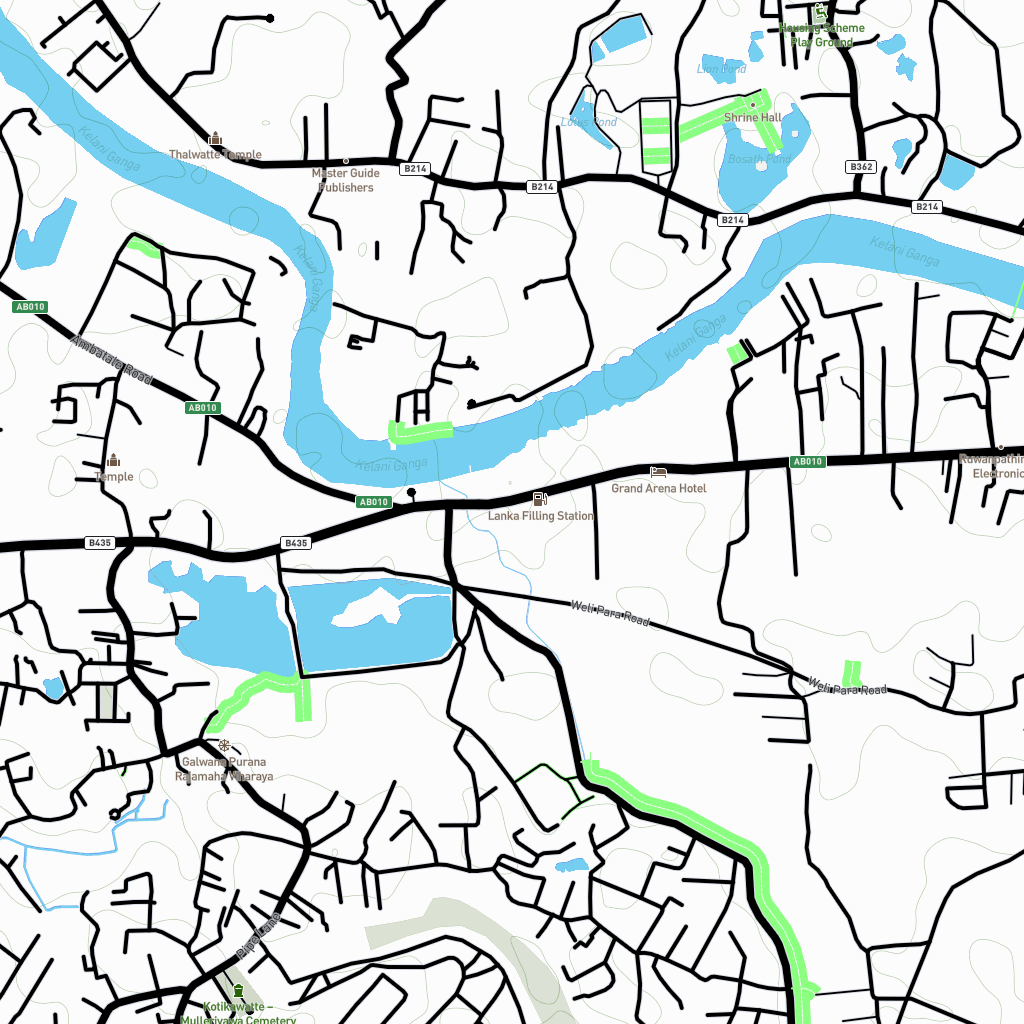 Housing Scheme
Play Ground
Lion Pond
Lotus Pond
Shrine Hall
Bosath Pond
Kelani Ganga
Thalwatte Temple
Master Guide
Publishers
B214
B362
B214
B214
B214
Kelani Ganga
Kelani Ganga
AB010
Kelani Ganga
Ambatale Road
AB010
Temple
Kelani Ganga
AB010
AB010
Grand Arena Hotel
Lanka Filling Station
B435
B435
Weli Para Road
Weli Para Road
Galwana Purana
Rajamaha Viharaya
Pipe Lane
Kotikawatte –
Mulleriyawa Cemetery